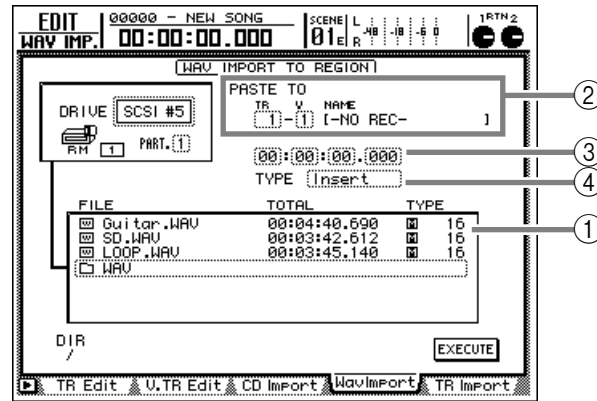 EDIT 00000 - NEW SONG SCENE L 1RTN2
WAV IMP. 00:00:00.000 01E R -48 -18 -6 0
WAV IMPORT TO REGION
PASTE TO
TR V NAME
1-1 [-NO REC- ]
②
DRIVE SCSI #5
RM 1 PART.1
00:00:00.000
③
TYPE Insert
④
FILE TOTAL TYPE
W Guitar.WAV 00:04:40.690 M 16
①
W SD.WAV 00:03:42.612 M 16
W LOOP.WAV 00:03:45.140 M 16
WAV
DIR
/
EXECUTE
TR Edit V.TR Edit CD Import WavImport TR Import